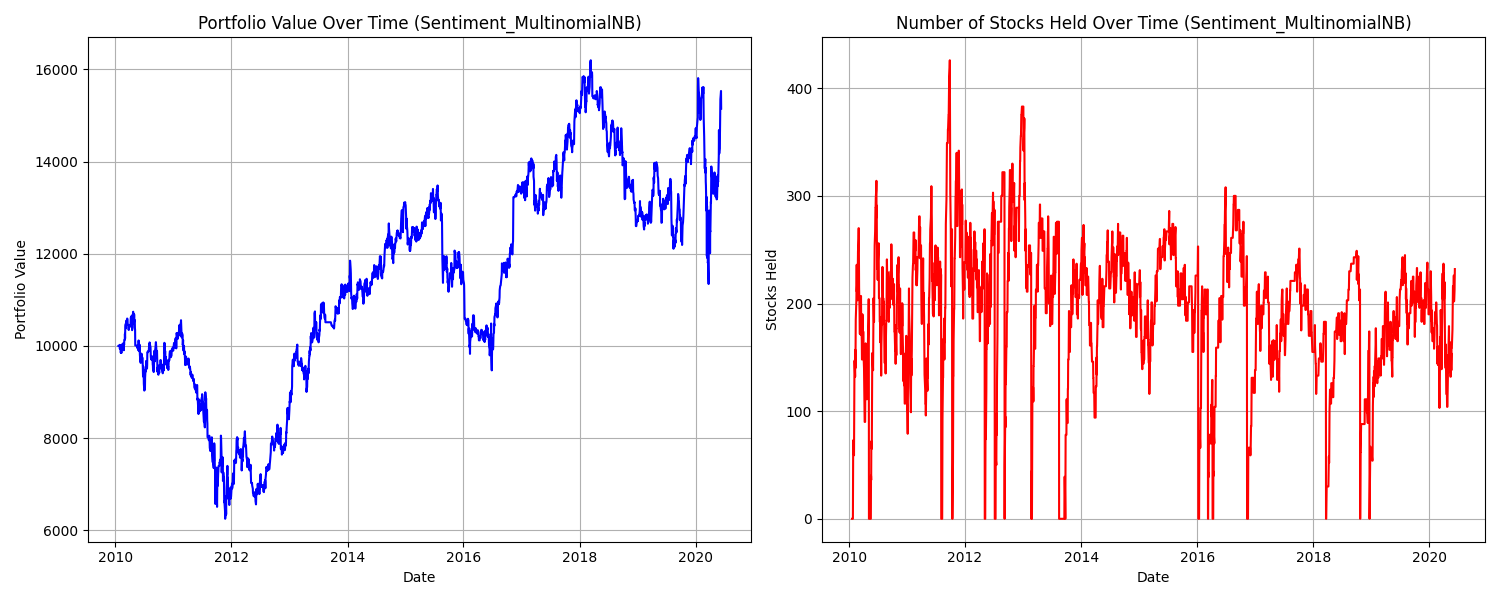 Portfolio Value Over Time (Sentiment_MultinomialNB)
Portfolio Value
16000
14000
12000
10000
8000
6000
2010 2012 2014 2016 2018 2020
Date
Number of Stocks Held Over Time (Sentiment_MultinomialNB)
Stocks Held
400
300
200
100
0
2010 2012 2014 2016 2018 2020
Date